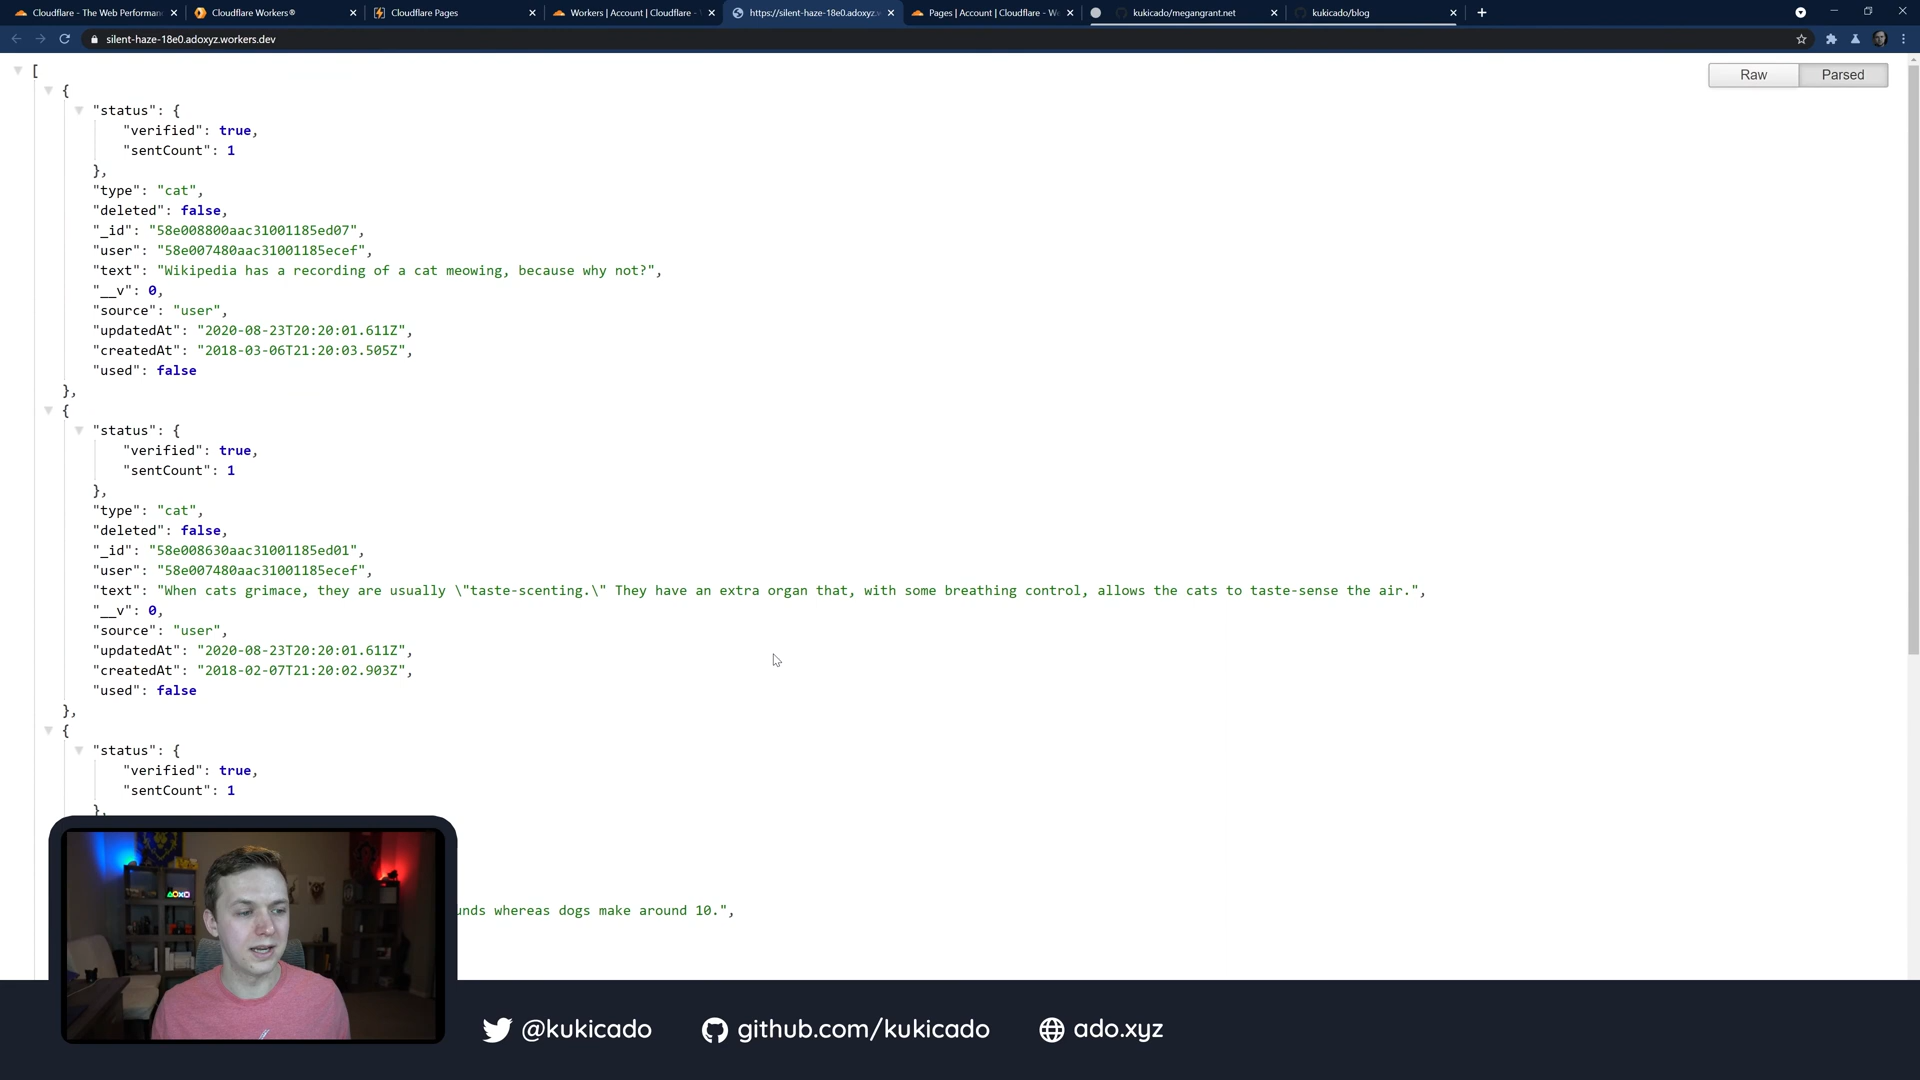 Cloudflare - The Web Performan
Cloudflare Workers®
Cloudflare Pages
Workers | Account | Cloudflare -
https://silent-haze-18e0.adoxyz.w
Pages | Account | Cloudflare - We
kukicado/megangrant.net
kukicado/blog
silent-haze-18e0.adoxyz.workers.dev
Raw
Parsed
[
{
"status": {
"verified": true,
"sentCount": 1
},
"type": "cat",
"deleted": false,
"_id": "58e008800aac31001185ed07",
"user": "58e007480aac31001185ecef",
"text": "Wikipedia has a recording of a cat meowing, because why not?",
"__v": 0,
"source": "user",
"updatedAt": "2020-08-23T20:20:01.611Z",
"createdAt": "2018-03-06T21:20:03.505Z",
"used": false
},
{
"status": {
"verified": true,
"sentCount": 1
},
"type": "cat",
"deleted": false,
"_id": "58e008630aac31001185ed01",
"user": "58e007480aac31001185ecef",
"text": "When cats grimace, they are usually \"taste-scenting.\" They have an extra organ that, with some breathing control, allows the cats to taste-sense the air.",
"__v": 0,
"source": "user",
"updatedAt": "2020-08-23T20:20:01.611Z",
"createdAt": "2018-02-07T21:20:02.903Z",
"used": false
},
{
"status": {
"verified": true,
"sentCount": 1
},
unds whereas dogs make around 10.",
AOXO
@kukicado
github.com/kukicado
ado.xyz